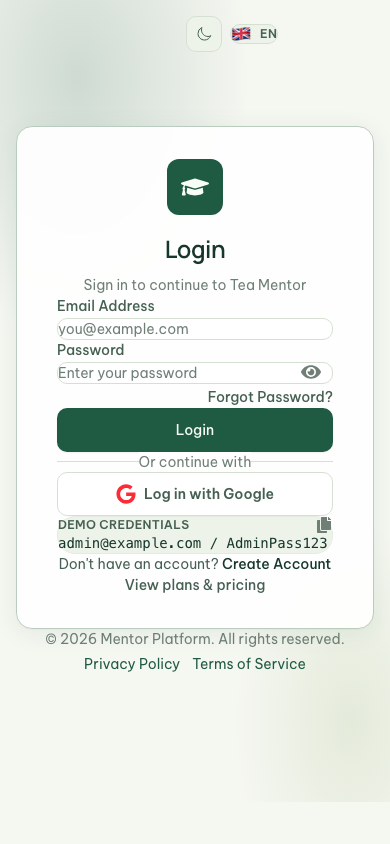 EN
Login
Sign in to continue to Tea Mentor
Email Address
you@example.com
Password
Enter your password
Forgot Password?
Login
Or continue with
Log in with Google
DEMO CREDENTIALS
admin@example.com / AdminPass123
Don't have an account? Create Account
View plans & pricing
© 2026 Mentor Platform. All rights reserved.
Privacy Policy Terms of Service